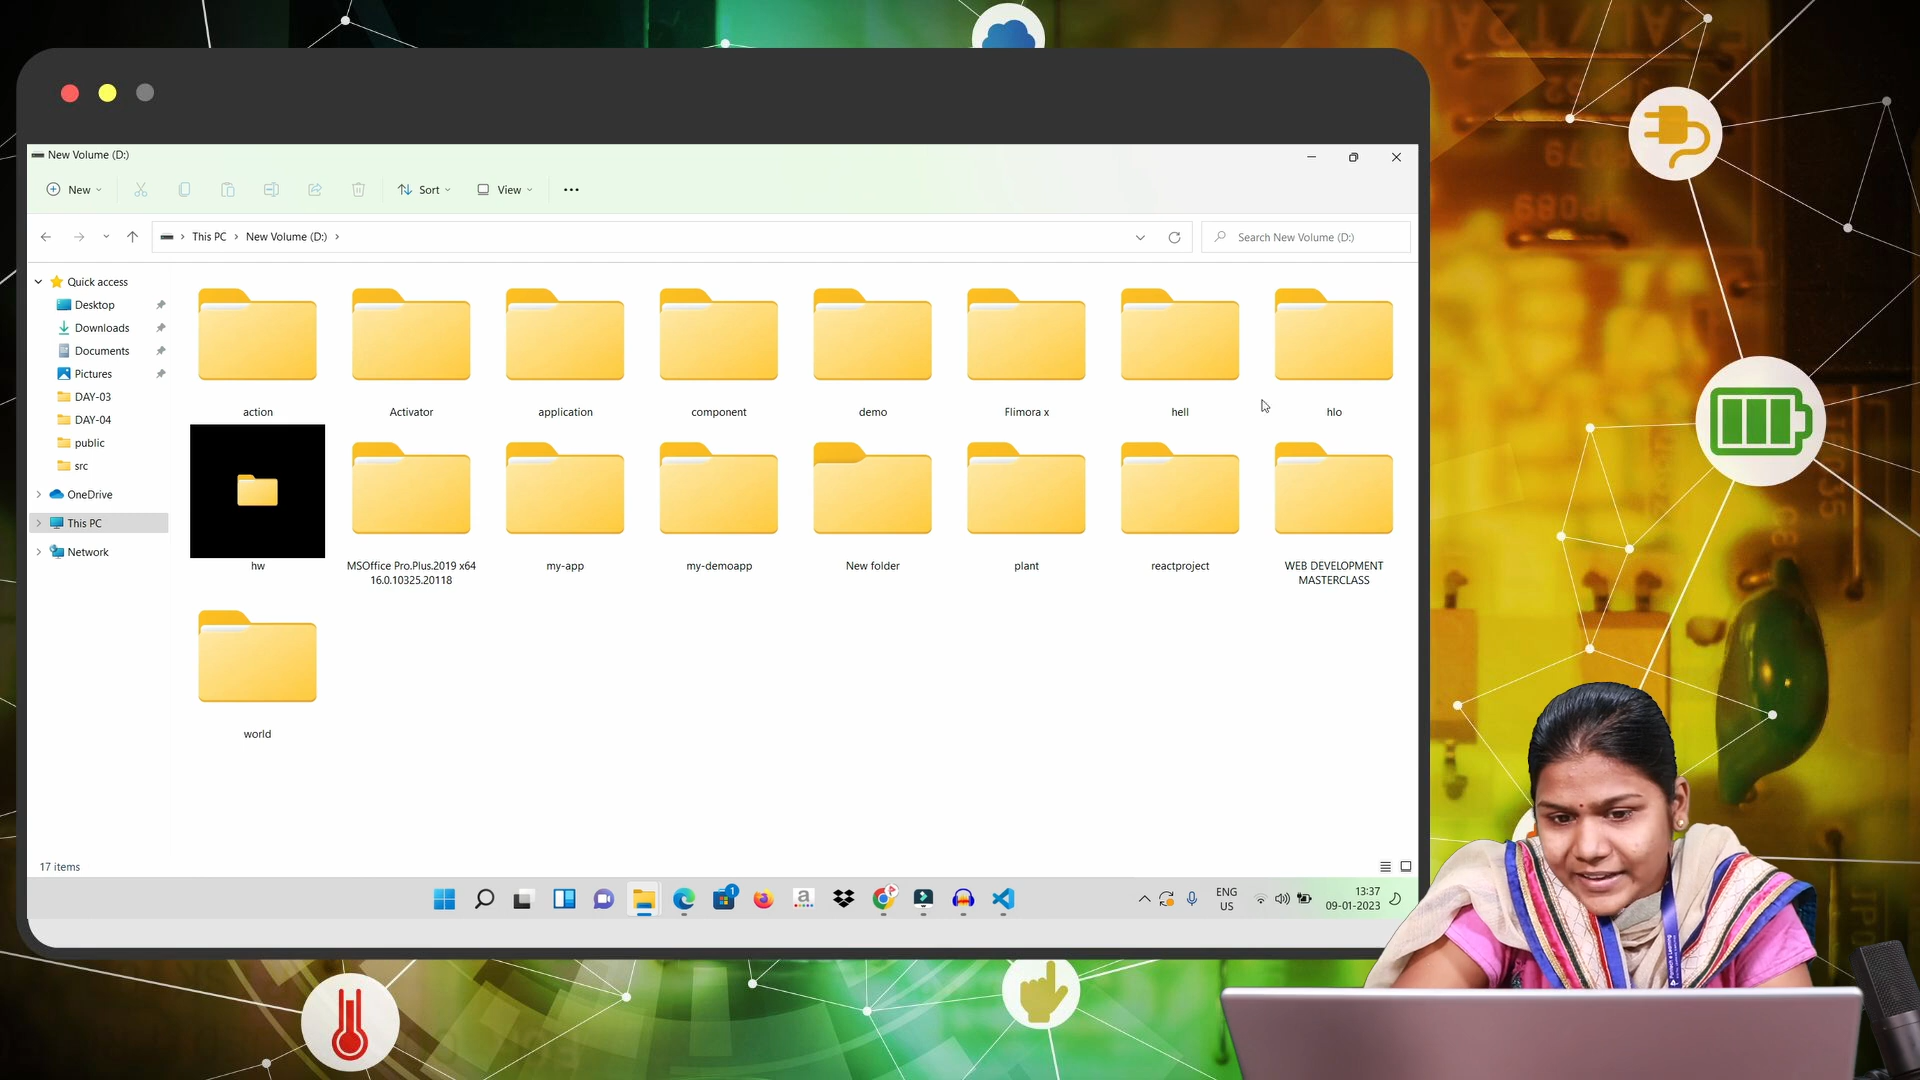 New Volume (D:)
New
Sort
View
This PC
New Volume (D:)
Search New Volume (D:)
Quick access
Desktop
Downloads
Documents
Pictures
DAY-03
DAY-04
public
src
OneDrive
This PC
Network
action
Activator
application
component
demo
Flimora x
hell
hlo
hw
MSOffice Pro.Plus.2019 x64
16.0.10325.20118
my-app
my-demoapp
New folder
plant
reactproject
WEB DEVELOPMENT
MASTERCLASS
world
17 items
1
ENG
US
13:37
09-01-2023